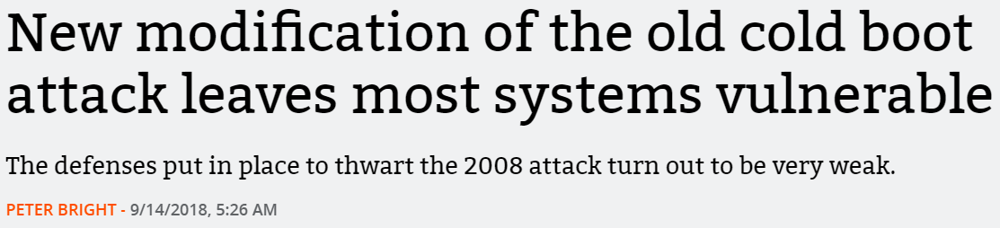 New modification of the old cold boot
attack leaves most systems vulnerable
The defenses put in place to thwart the 2008 attack turn out to be very weak.
PETER BRIGHT - 9/14/2018, 5:26 AM